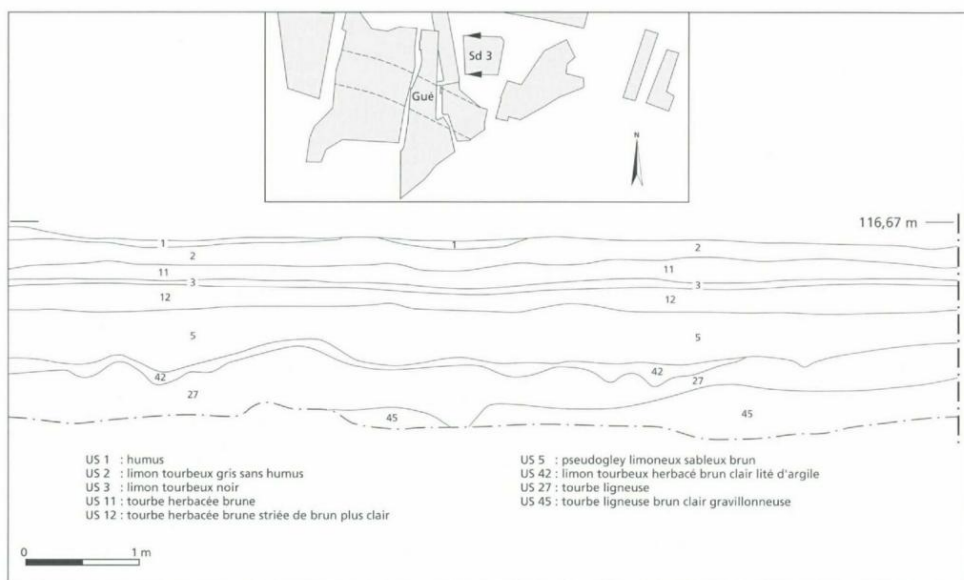 Sd 3
Gué
N
116,67 m
1
1
2
2
11
11
3
3
12
12
5
5
42
42
27
27
45
45
US 1 : humus
US 2 : limon tourbeux gris sans humus
US 3 : limon tourbeux noir
US 11 : tourbe herbacée brune
US 12 : tourbe herbacée brune striée de brun plus clair
US 5 : pseudogley limoneux sableux brun
US 42 : limon tourbeux herbacé brun clair lité d'argile
US 27 : tourbe ligneuse
US 45 : tourbe ligneuse brun clair gravillonneuse
0 1 m